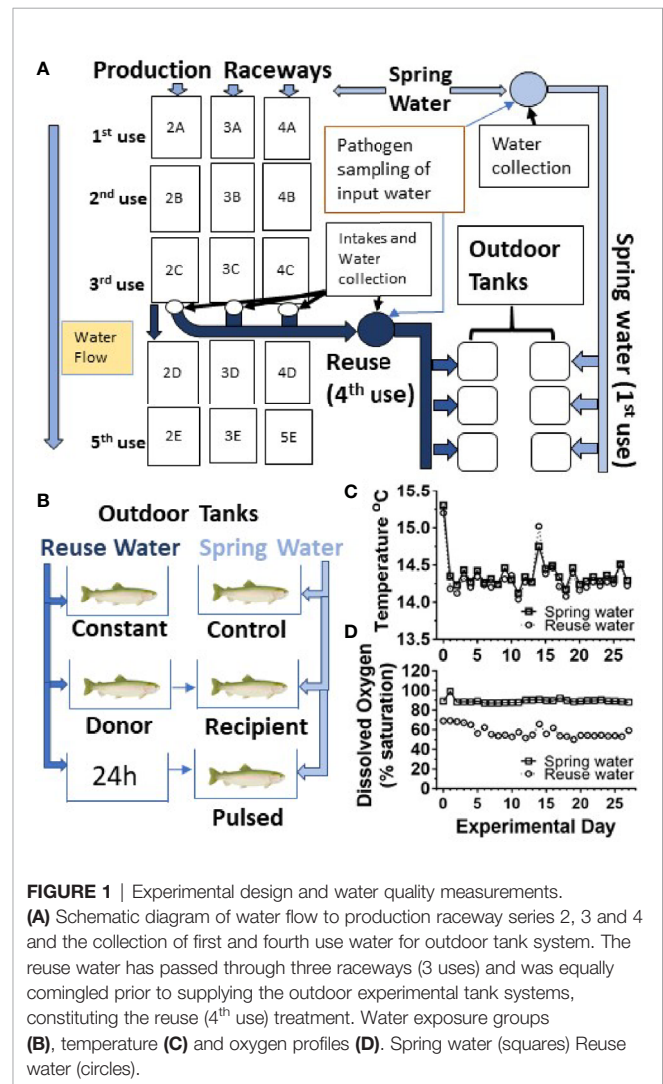 A
Production Raceways
Spring
Water
1st use
2A
3A
4A
Pathogen
sampling of
input water
Water
collection
2nd use
2B
3B
4B
Intakes and
Water
collection
Outdoor
Tanks
3rd use
2C
3C
4C
Spring water (1st use)
Water
Flow
Reuse
(4th use)
2D
3D
4D
5th use
2E
3E
5E
B
Outdoor Tanks
Reuse Water
Spring Water
Constant
Control
Donor
Recipient
24h
Pulsed
C
Temperature °C
15.5
15.0
14.5
14.0
13.5
Spring water
Reuse water
0 5 10 15 20 25
D
Dissolved Oxygen
(% saturation)
120
100
80
60
40
20
0
Spring water
Reuse water
0 5 10 15 20 25
Experimental Day
FIGURE 1 | Experimental design and water quality measurements.
(A) Schematic diagram of water flow to production raceway series 2, 3 and 4
and the collection of first and fourth use water for outdoor tank system. The
reuse water has passed through three raceways (3 uses) and was equally
comingled prior to supplying the outdoor experimental tank systems,
constituting the reuse (4th use) treatment. Water exposure groups
(B), temperature (C) and oxygen profiles (D). Spring water (squares) Reuse
water (circles).